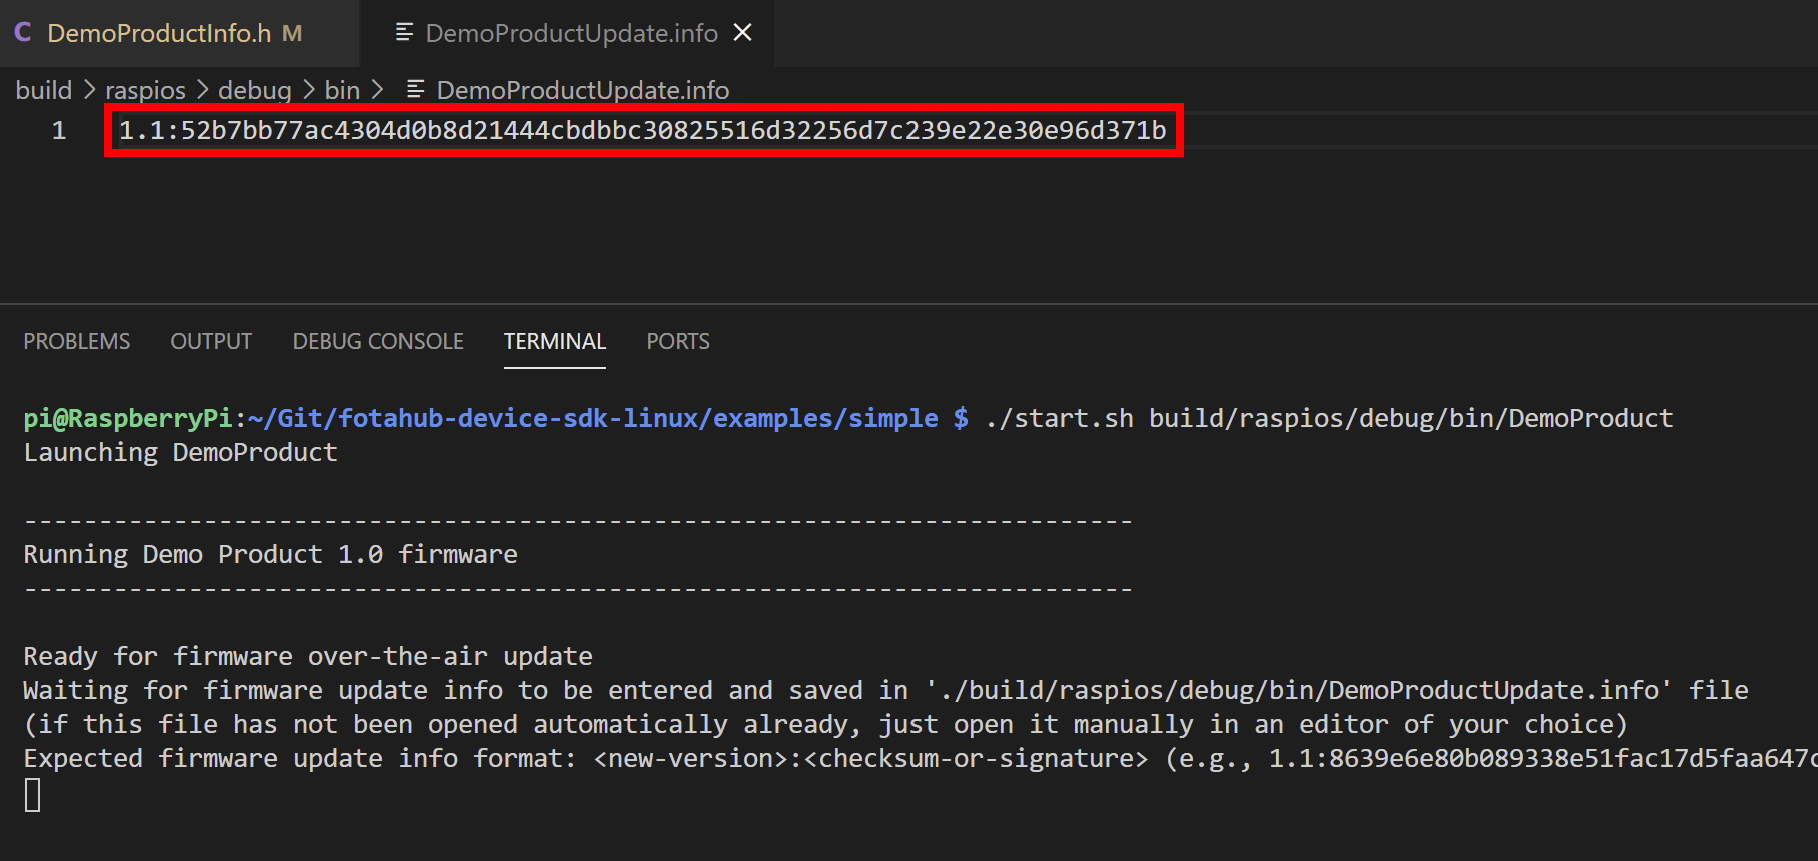 C DemoProductInfo.h M DemoProductUpdate.info
build > raspios > debug > bin > DemoProductUpdate.info
1 1.1:52b7bb77ac4304d0b8d21444cbdbbc30825516d32256d7c239e22e30e96d371b
PROBLEMS OUTPUT DEBUG CONSOLE TERMINAL PORTS
pi@RaspberryPi:~/Git/fotahub-device-sdk-linux/examples/simple $ ./start.sh build/raspios/debug/bin/DemoProduct
Launching DemoProduct
--------------------------------------------------------------------------
Running Demo Product 1.0 firmware
--------------------------------------------------------------------------
Ready for firmware over-the-air update
Waiting for firmware update info to be entered and saved in './build/raspios/debug/bin/DemoProductUpdate.info' file
(if this file has not been opened automatically already, just open it manually in an editor of your choice)
Expected firmware update info format: <new-version>:<checksum-or-signature> (e.g., 1.1:8639e6e80b089338e51fac17d5faa647c